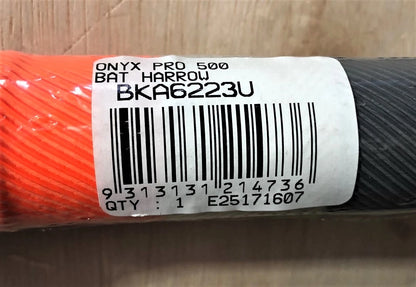 ONYX PRO 500
BAT HARROW
BKA6223U
9 313131 214736
QTY : 1 E25171607